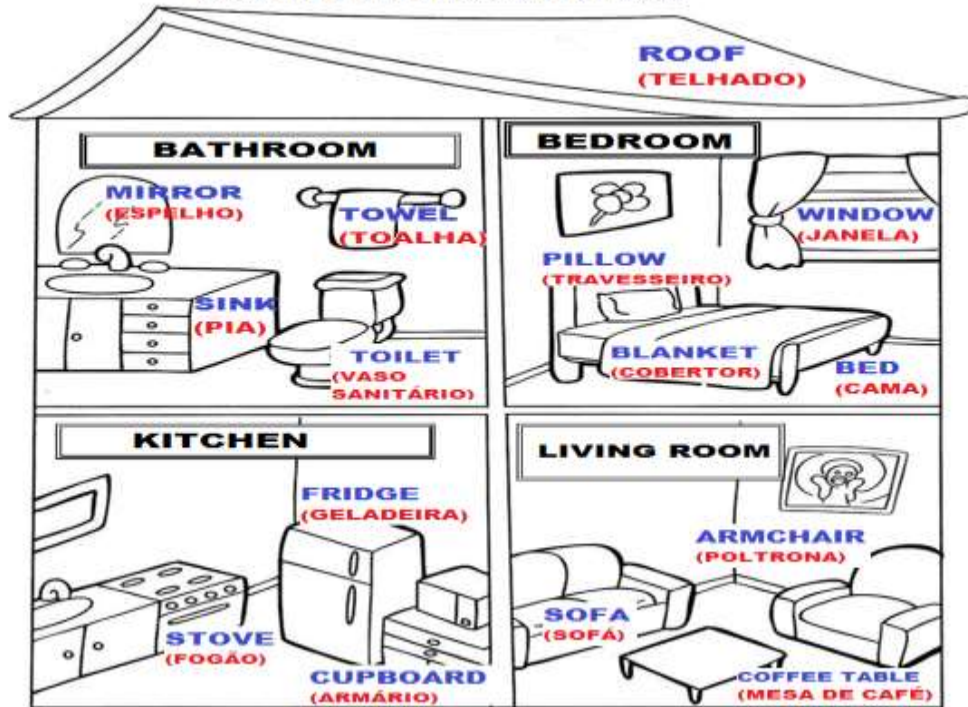 ROOF
(TELHADO)
BATHROOM
MIRROR
(ESPELHO)
TOWEL
(TOALHA)
SINK
(PIA)
TOILET
(VASO
SANITÁRIO)
BEDROOM
WINDOW
(JANELA)
PILLOW
(TRAVESSEIRO)
BLANKET
(COBERTOR)
BED
(CAMA)
KITCHEN
FRIDGE
(GELADEIRA)
STOVE
(FOGÃO)
CUPBOARD
(ARMÁRIO)
LIVING ROOM
ARMCHAIR
(POLTRONA)
SOFA
(SOFÁ)
COFFEE TABLE
(MESA DE CAFÉ)